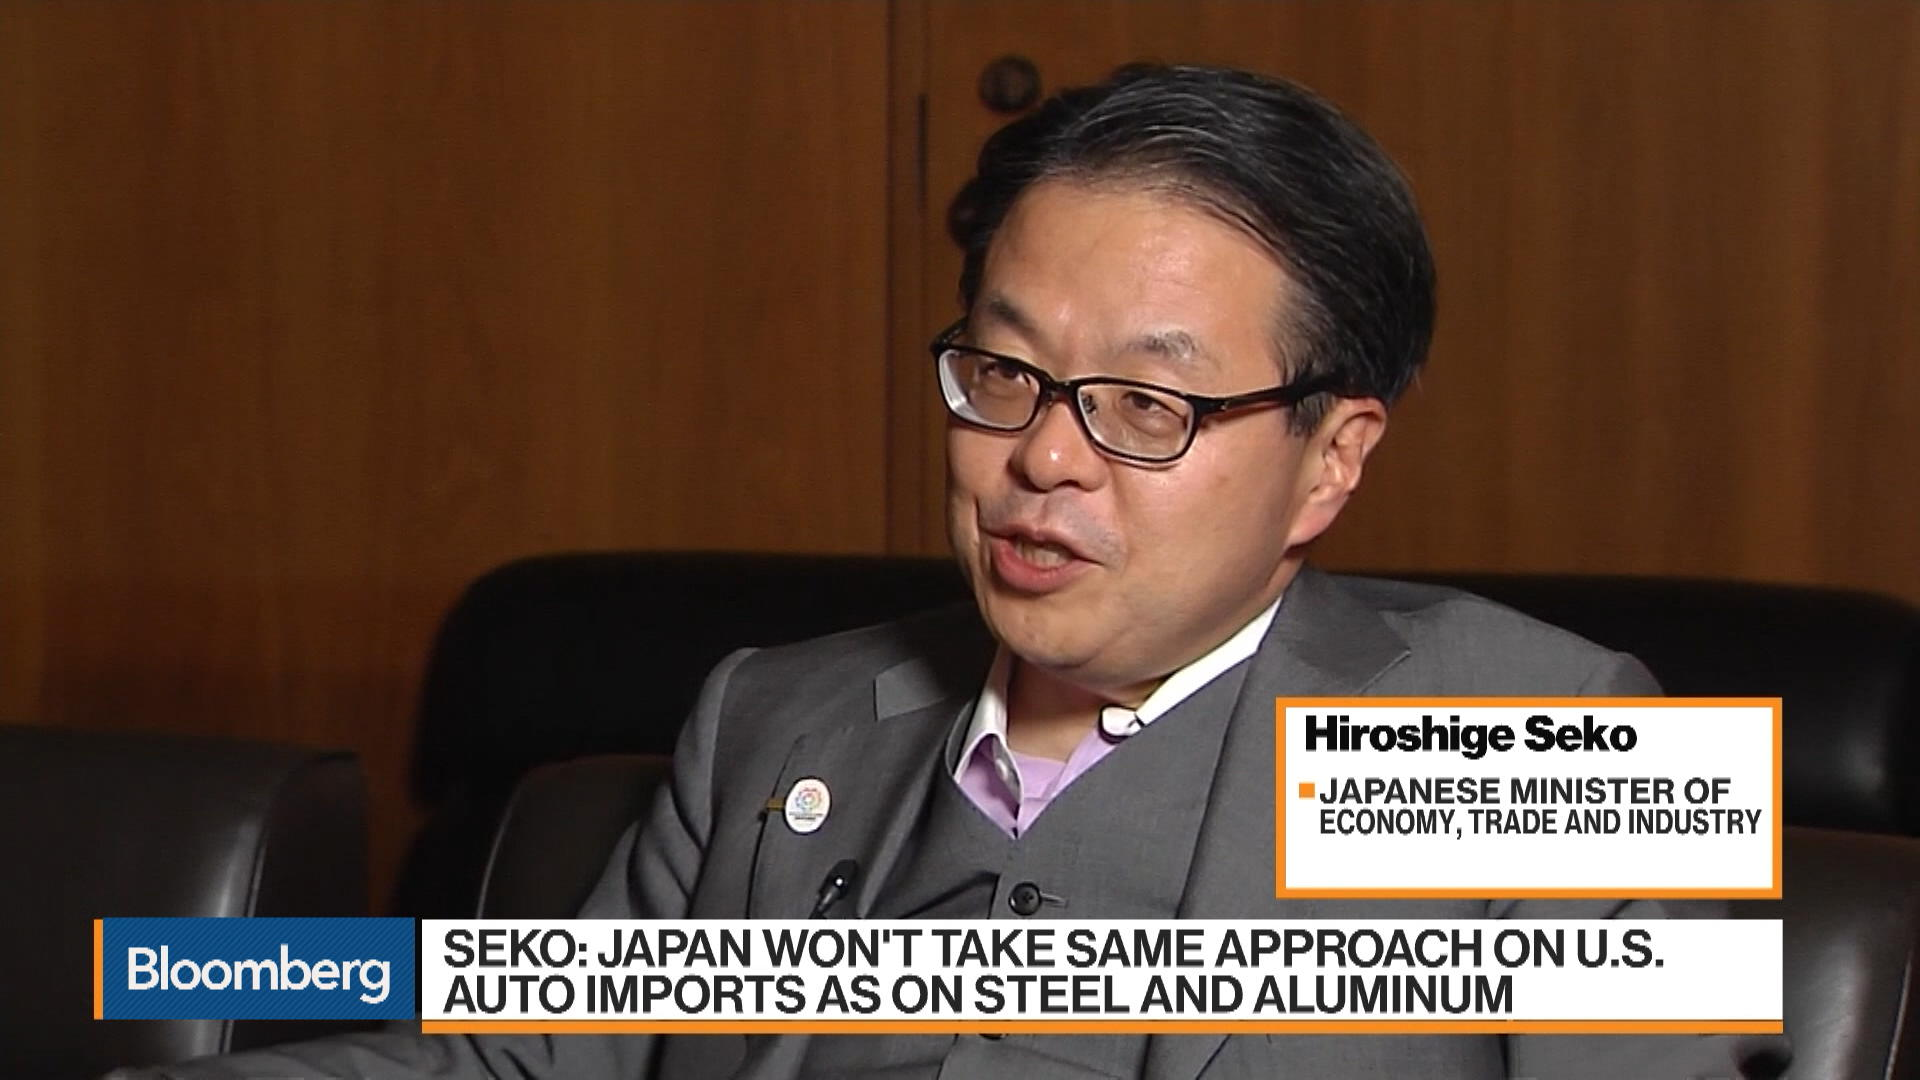 Hiroshige Seko
JAPANESE MINISTER OF
ECONOMY, TRADE AND INDUSTRY
Bloomberg
SEKO: JAPAN WON'T TAKE SAME APPROACH ON U.S.
AUTO IMPORTS AS ON STEEL AND ALUMINUM